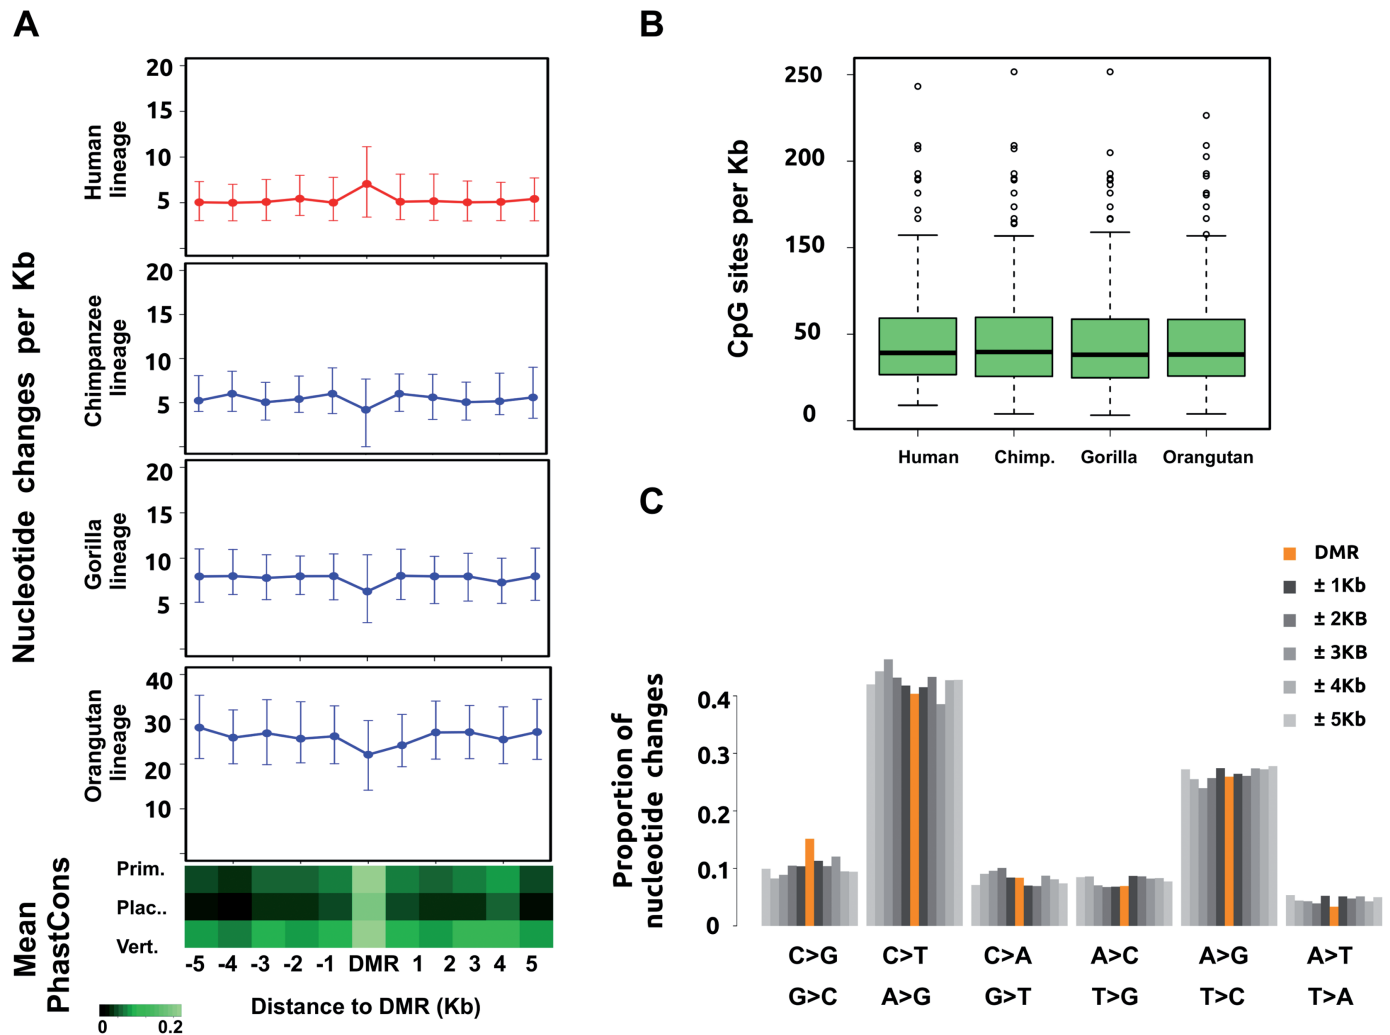 A
Nucleotide changes per Kb
Human
lineage
20
15
10
5
Chimpanzee
lineage
20
15
10
5
Gorilla
lineage
20
15
10
5
Orangutan
lineage
40
30
20
10
Mean
PhastCons
Prim.
Plac..
Vert.
-5 -4 -3 -2 -1 DMR 1 2 3 4 5
Distance to DMR (Kb)
0 0.2
B
CpG sites per Kb
250
200
150
50
0
Human Chimp. Gorilla Orangutan
C
Proportion of
nucleotide changes
0.4
0.3
0.2
0.1
0
DMR
± 1Kb
± 2KB
± 3KB
± 4Kb
± 5Kb
C>G C>T C>A A>C A>G A>T
G>C A>G G>T T>G T>C T>A